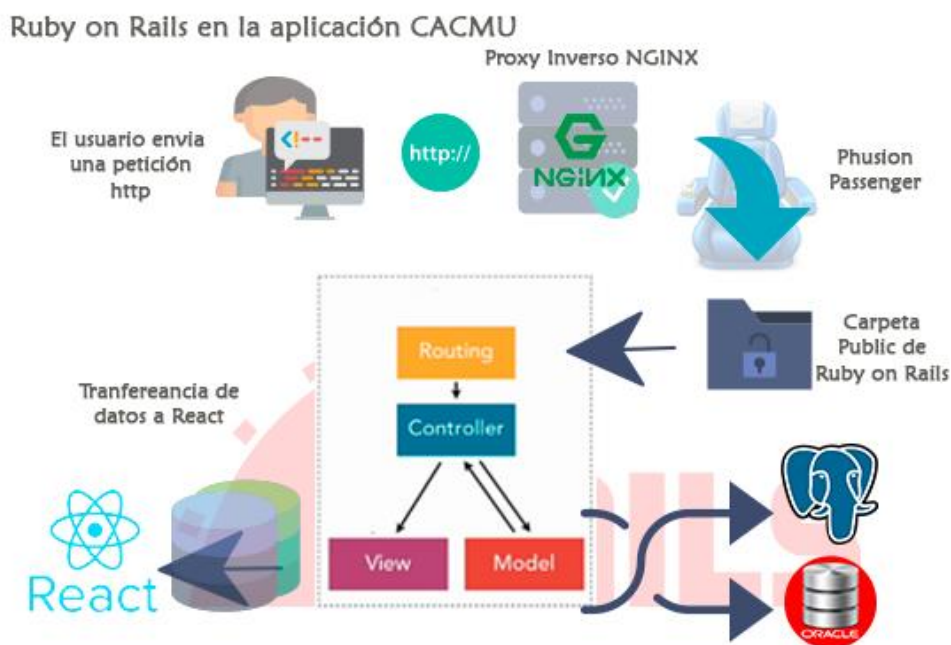 Ruby on Rails en la aplicación CACMU
Proxy Inverso NGINX
El usuario envia
una petición
http
<!--
http://
NGiNX
Phusion
Passenger
Routing
Carpeta
Public de
Ruby on Rails
Tranfereancia de
datos a React
Controller
View
Model
React
ORACLE